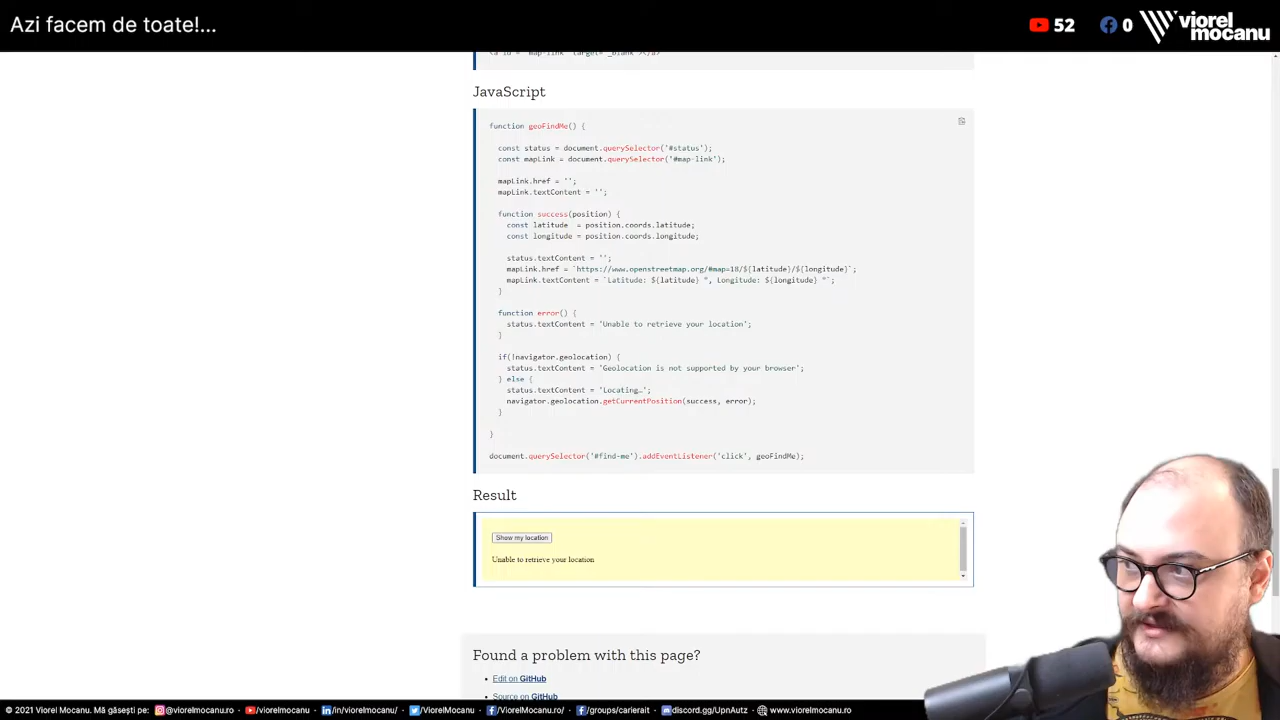 Azi facem de toate!...
52
0
viorel
mocanu
<a id = "map-link" target="_blank"></a>
JavaScript
function geoFindMe() {
const status = document.querySelector('#status');
const mapLink = document.querySelector('#map-link');
mapLink.href = '';
mapLink.textContent = '';
function success(position) {
const latitude  = position.coords.latitude;
const longitude = position.coords.longitude;
status.textContent = '';
mapLink.href = `https://www.openstreetmap.org/#map=18/${latitude}/${longitude}`;
mapLink.textContent = `Latitude: ${latitude} °, Longitude: ${longitude} °`;
}
function error() {
status.textContent = 'Unable to retrieve your location';
}
if(!navigator.geolocation) {
status.textContent = 'Geolocation is not supported by your browser';
} else {
status.textContent = 'Locating…';
navigator.geolocation.getCurrentPosition(success, error);
}
}
document.querySelector('#find-me').addEventListener('click', geoFindMe);
Result
Show my location
Unable to retrieve your location
Found a problem with this page?
• Edit on GitHub
• Source on GitHub
© 2021 Viorel Mocanu. Mă găsești pe: @viorelmocanu /viorelmocanu /in/viorelmocanu/ /ViorelMocanu /ViorelMocanu.ro/ /groups/carierait /UpnAutz www.viorelmocanu.ro